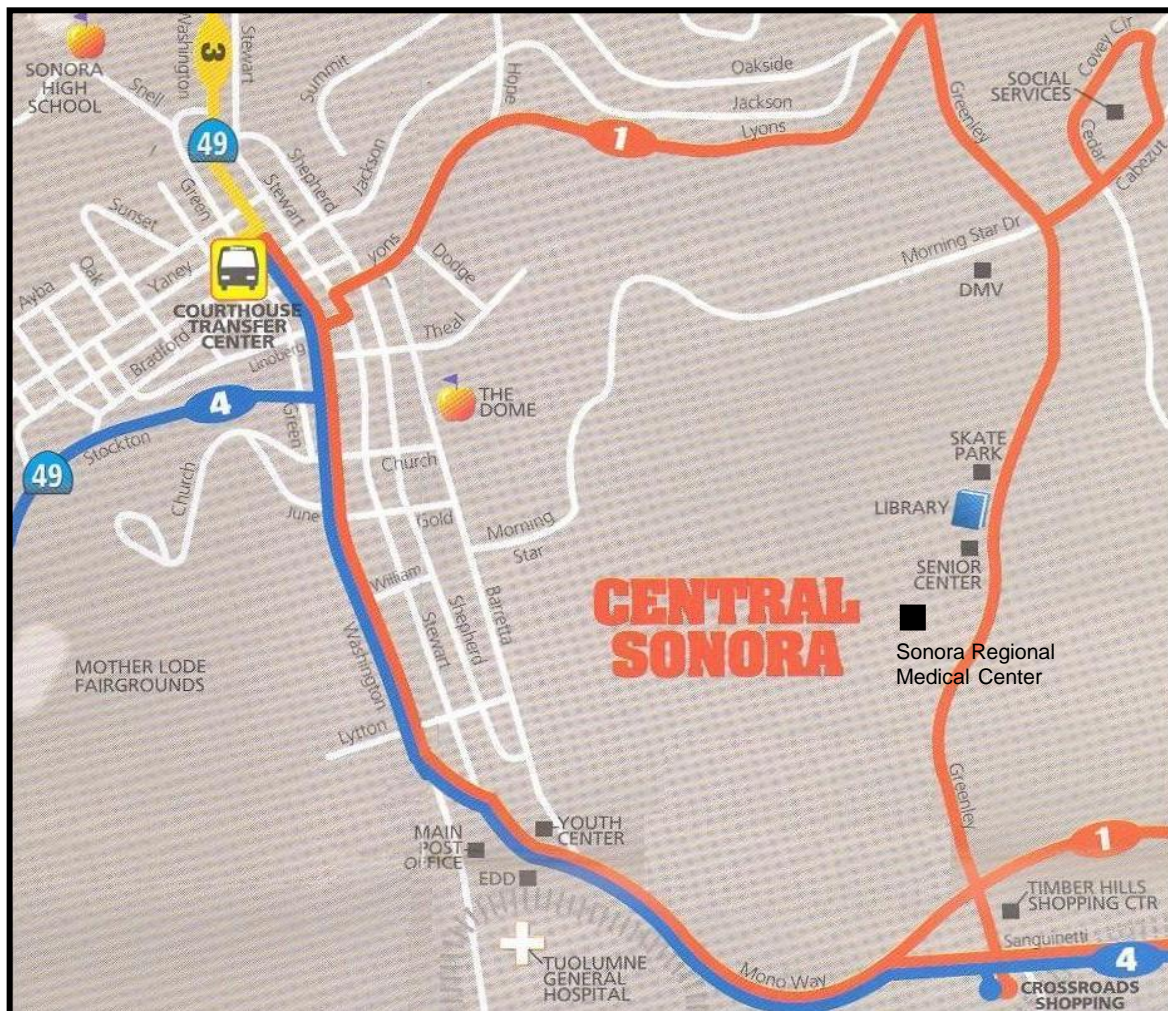 SONORA
HIGH
SCHOOL
Snell
Washington
3
Stewart
49
Summit
Hope
Oakside
Jackson
Lyons
1
Greenley
Covey Cir
SOCIAL
SERVICES
Cedar
Cabezut
Shepherd
Stewart
Jackson
Green
Sunset
Oak
Yaney
Lyons
Dodge
Morning Star Dr
DMV
COURTHOUSE
TRANSFER
CENTER
Bradford
Linoberg
Theal
4
Green
THE
DOME
49
Stockton
Church
Church
SKATE
PARK
LIBRARY
SENIOR
CENTER
June
Gold
Morning
Star
William
Stewart
Shepherd
Barretta
CENTRAL
SONORA
Sonora Regional
Medical Center
MOTHER LODE
FAIRGROUNDS
Washington
Lytton
Greenley
MAIN
POST
OFFICE
YOUTH
CENTER
EDD
1
TIMBER HILLS
SHOPPING CTR
Sanguinetti
4
TUOLUMNE
GENERAL
HOSPITAL
Mono Way
CROSSROADS
SHOPPING